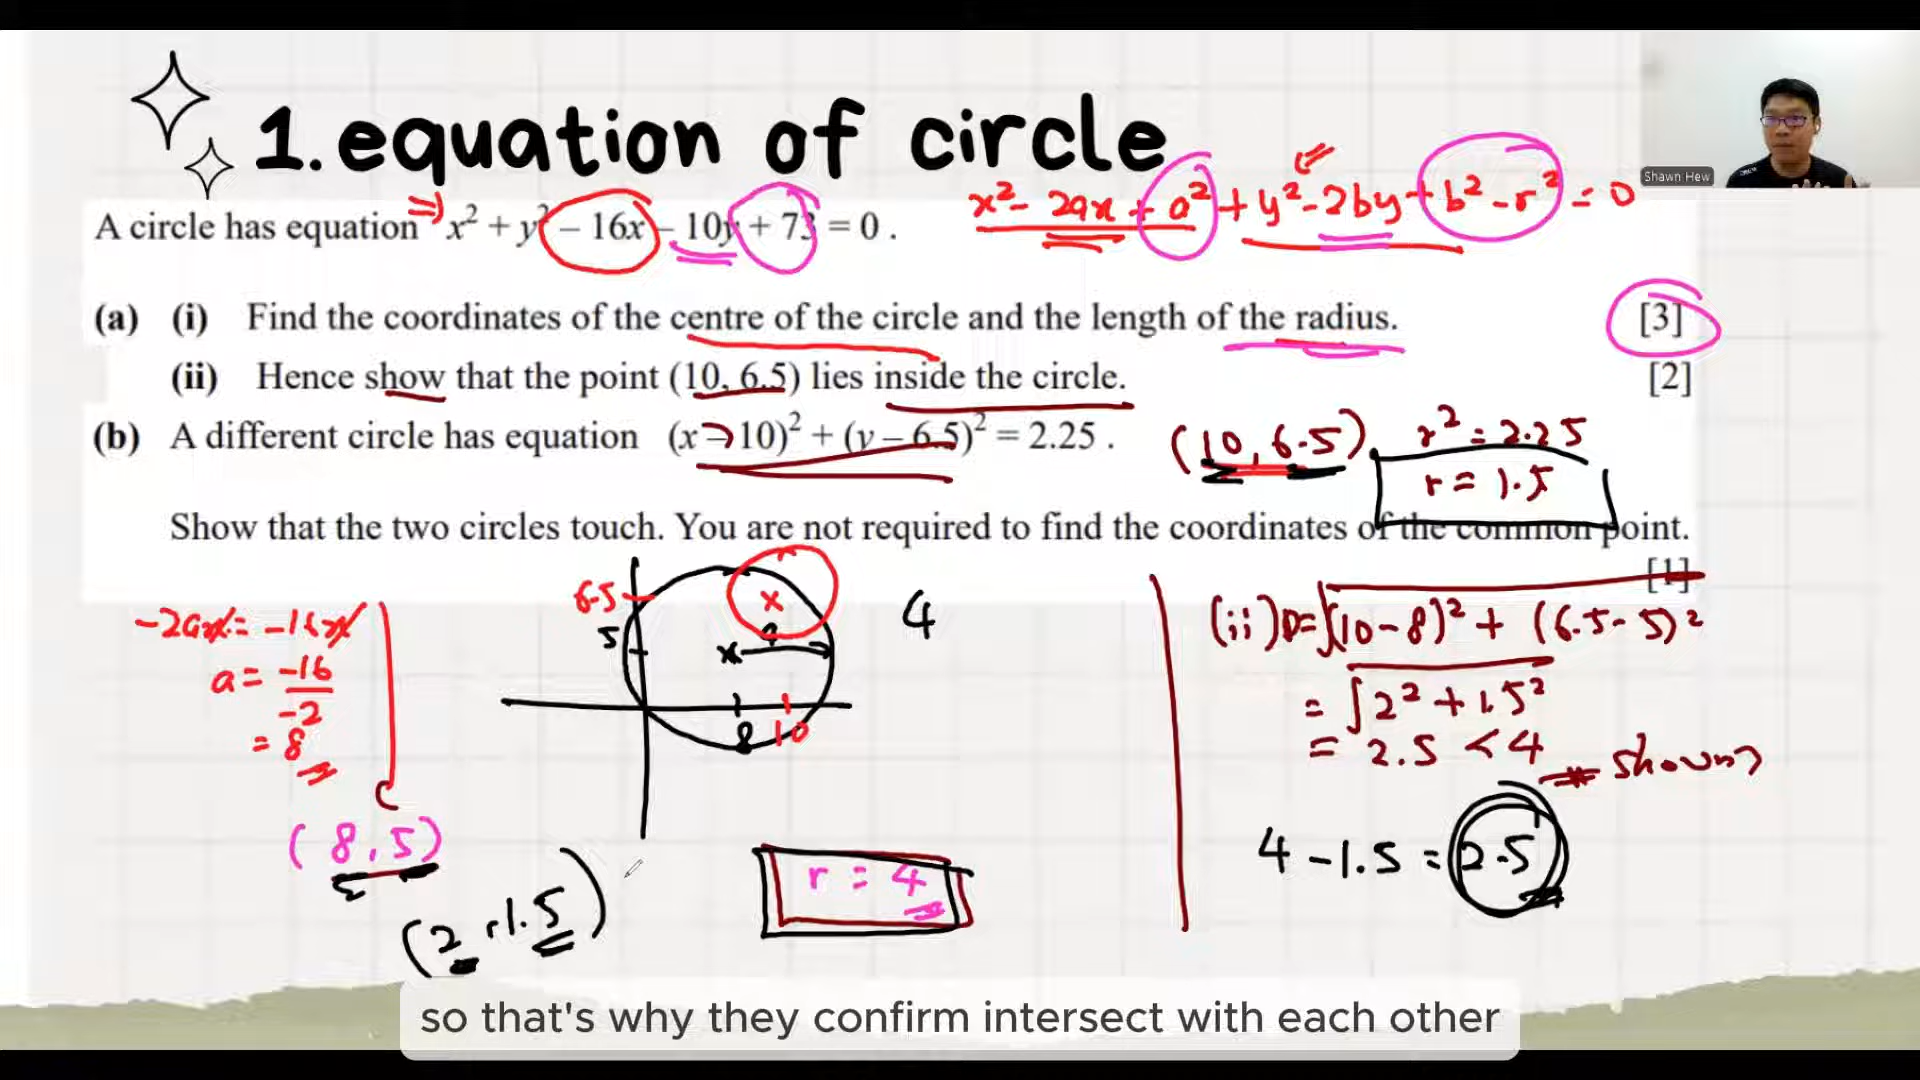 1. equation of circle
Shawn Hew
x² - 2ax + a² + y² - 2by + b² - r² = 0
A circle has equation ⇒ x² + y² – 16x – 10y + 73 = 0 .
(a) (i) Find the coordinates of the centre of the circle and the length of the radius. [3]
(ii) Hence show that the point (10, 6.5) lies inside the circle. [2]
(b) A different circle has equation (x – 10)² + (y – 6.5)² = 2.25 .
(10, 6.5) r² = 2.25
r = 1.5
Show that the two circles touch. You are not required to find the coordinates of the common point.
[1]
-2ax = -16x
a = -16
-2
= 8
(8, 5)
(2, 1.5)
6.5
5
8
10
4
r = 4
(ii) D = √(10-8)² + (6.5-5)²
= √2² + 1.5²
= 2.5 < 4
shown
4 - 1.5 = 2.5
so that's why they confirm intersect with each other